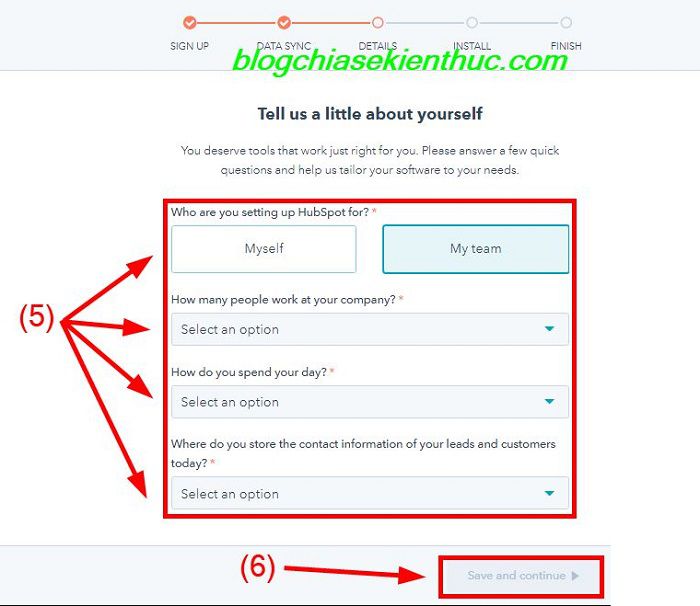 SIGN UP DATA SYNC DETAILS INSTALL FINISH
blogchiasekienthuc.com
Tell us a little about yourself
You deserve tools that work just right for you. Please answer a few quick
questions and help us tailor your software to your needs.
Who are you setting up HubSpot for? *
Myself My team
How many people work at your company? *
(5)
Select an option
How do you spend your day? *
Select an option
Where do you store the contact information of your leads and customers
today? *
Select an option
(6) Save and continue